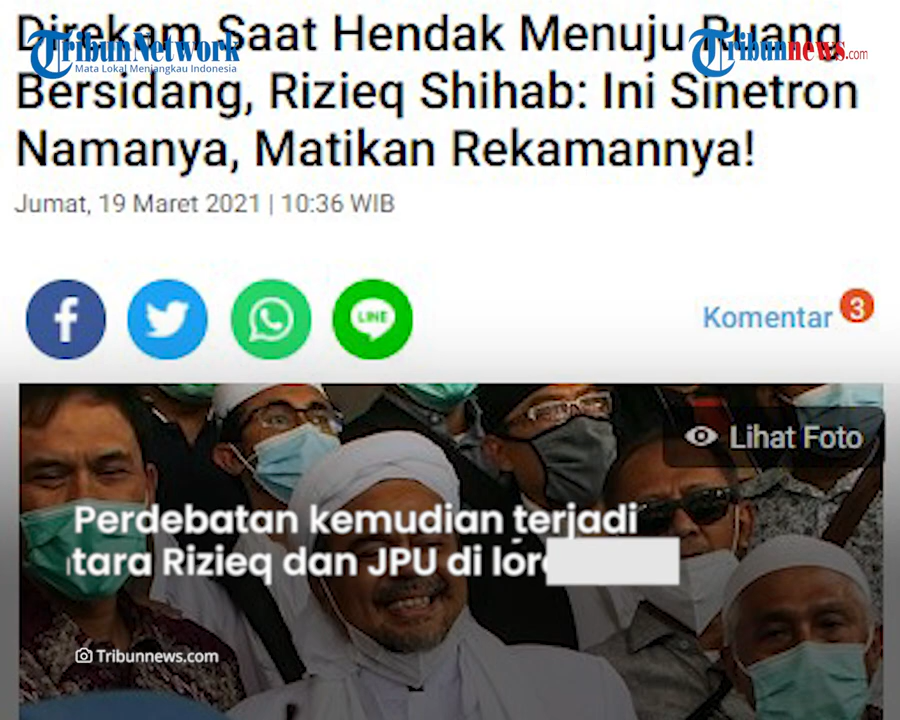 Direkam Saat Hendak Menuju Ruang
TribunNetwork
Mata Lokal Menjangkau Indonesia
Tribunnews.com
Bersidang, Rizieq Shihab: Ini Sinetron
Namanya, Matikan Rekamannya!
Jumat, 19 Maret 2021 | 10:36 WIB
LINE
Komentar 3
Lihat Foto
Perdebatan kemudian terjadi
tara Rizieq dan JPU di
Tribunnews.com